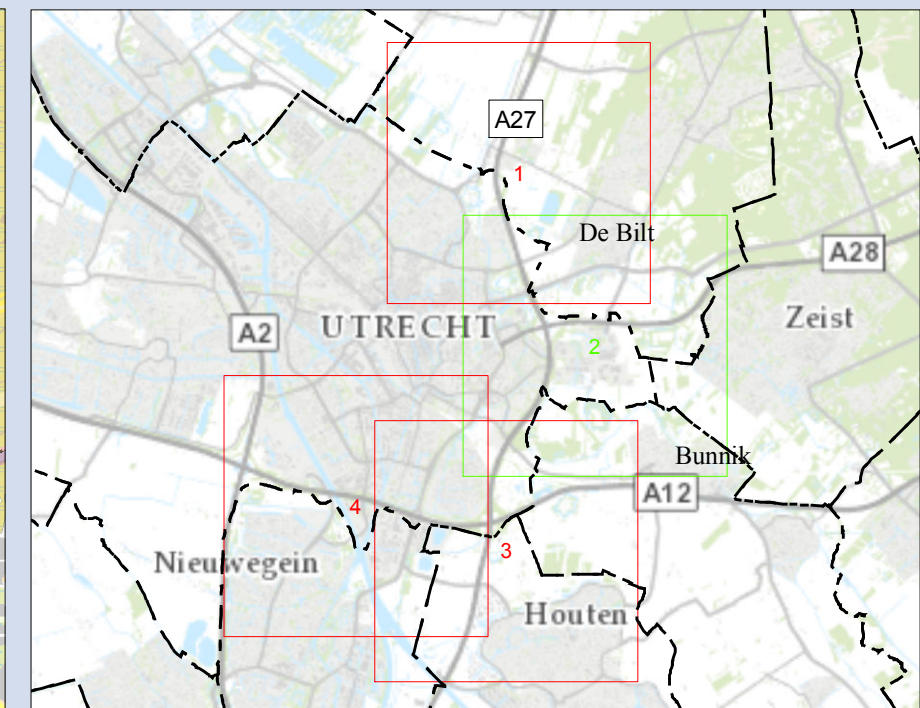 A27
1
De Bilt
A28
UTRECHT
Zeist
A2
2
Bunnik
A12
4
3
Nieuwegein
Houten